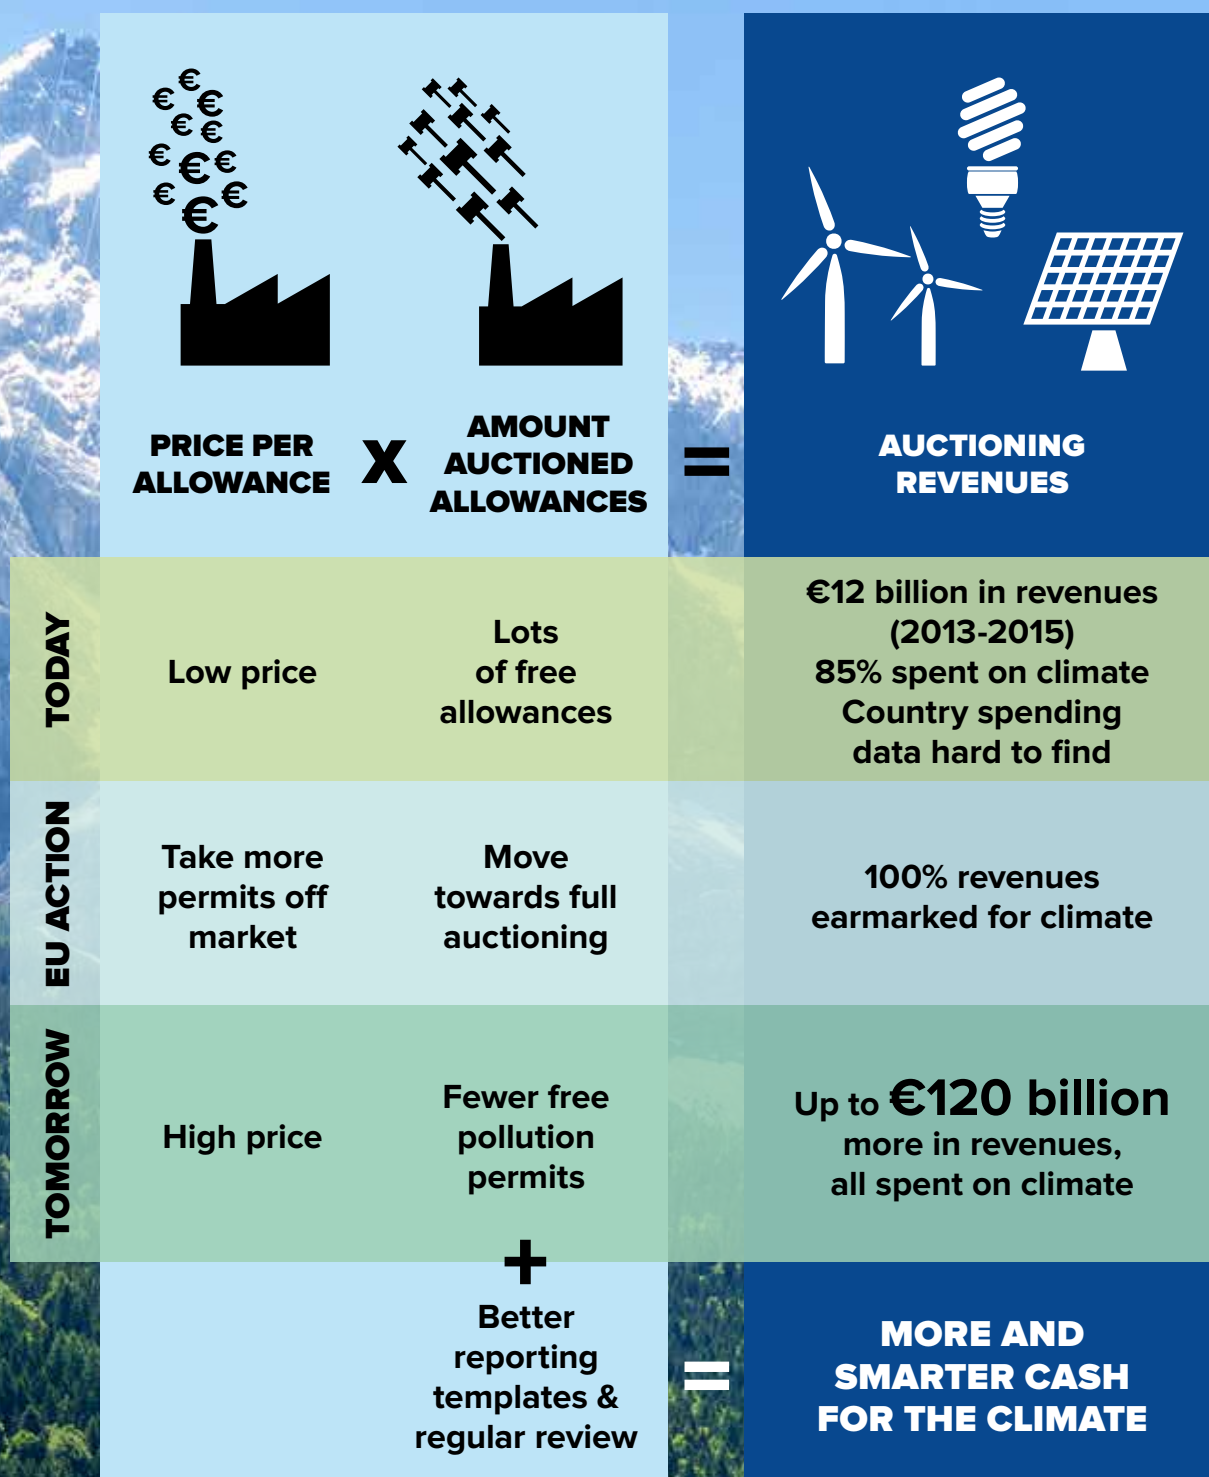 PRICE PER
ALLOWANCE
X
AMOUNT
AUCTIONED
ALLOWANCES
=
AUCTIONING
REVENUES
TODAY
Low price
Lots
of free
allowances
€12 billion in revenues
(2013-2015)
85% spent on climate
Country spending
data hard to find
EU ACTION
Take more
permits off
market
Move
towards full
auctioning
100% revenues
earmarked for climate
TOMORROW
High price
Fewer free
pollution
permits
Up to €120 billion
more in revenues,
all spent on climate
+
Better
reporting
templates &
regular review
=
MORE AND
SMARTER CASH
FOR THE CLIMATE